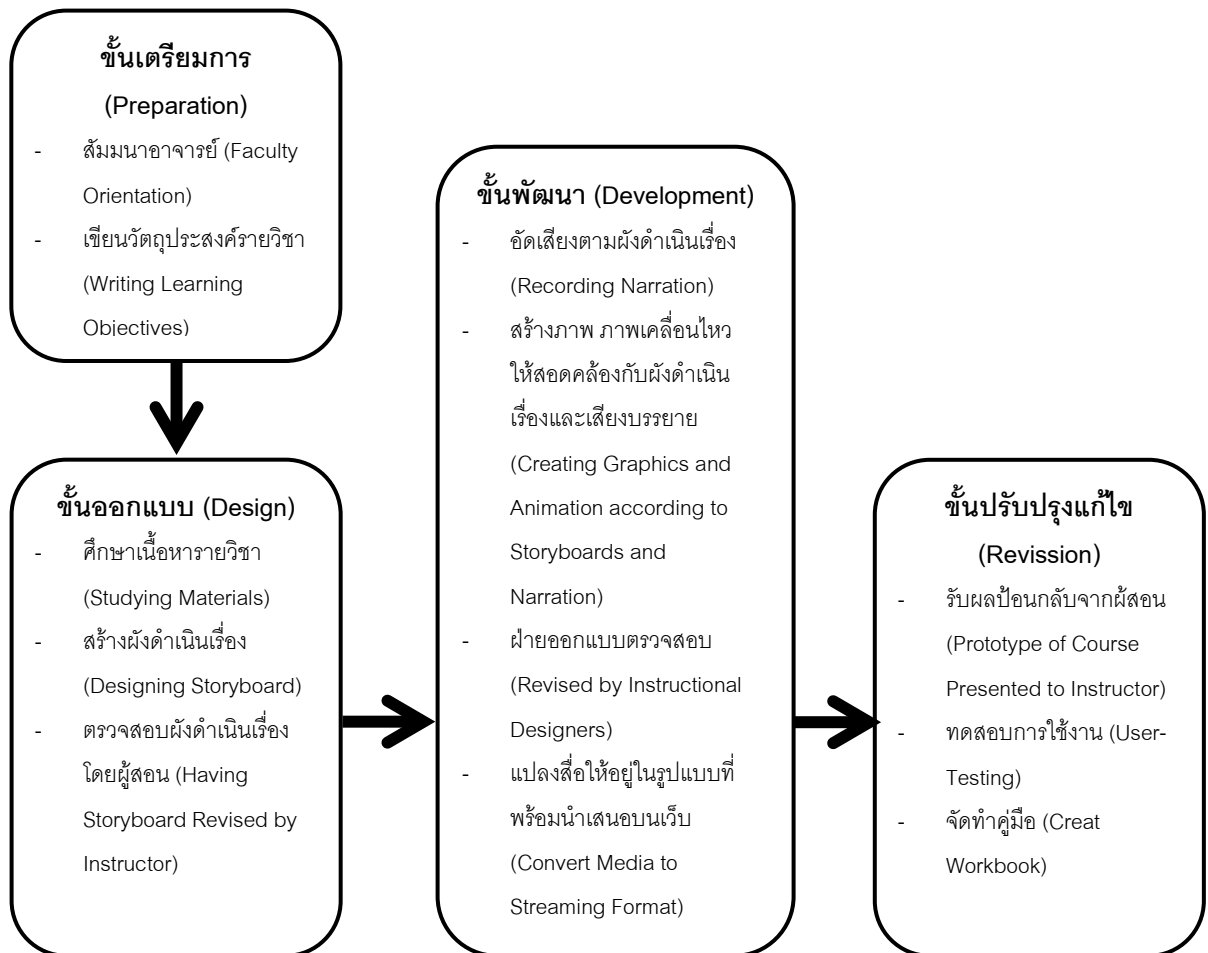 ขั้นเตรียมการ
(Preparation)
- สัมมนาอาจารย์ (Faculty
Orientation)
- เขียนวัตถุประสงค์รายวิชา
(Writing Learning
Objectives)
ขั้นออกแบบ (Design)
- ศึกษาเนื้อหารายวิชา
(Studying Materials)
- สร้างผังดำเนินเรื่อง
(Designing Storyboard)
- ตรวจสอบผังดำเนินเรื่อง
โดยผู้สอน (Having
Storyboard Revised by
Instructor)
ขั้นพัฒนา (Development)
- อัดเสียงตามผังดำเนินเรื่อง
(Recording Narration)
- สร้างภาพ ภาพเคลื่อนไหว
ให้สอดคล้องกับผังดำเนิน
เรื่องและเสียงบรรยาย
(Creating Graphics and
Animation according to
Storyboards and
Narration)
- ฝ่ายออกแบบตรวจสอบ
(Revised by Instructional
Designers)
- แปลงสื่อให้อยู่ในรูปแบบที่
พร้อมนำเสนอบนเว็บ
(Convert Media to
Streaming Format)
ขั้นปรับปรุงแก้ไข
(Revission)
- รับผลป้อนกลับจากผู้สอน
(Prototype of Course
Presented to Instructor)
- ทดสอบการใช้งาน (User-
Testing)
- จัดทำคู่มือ (Creat
Workbook)